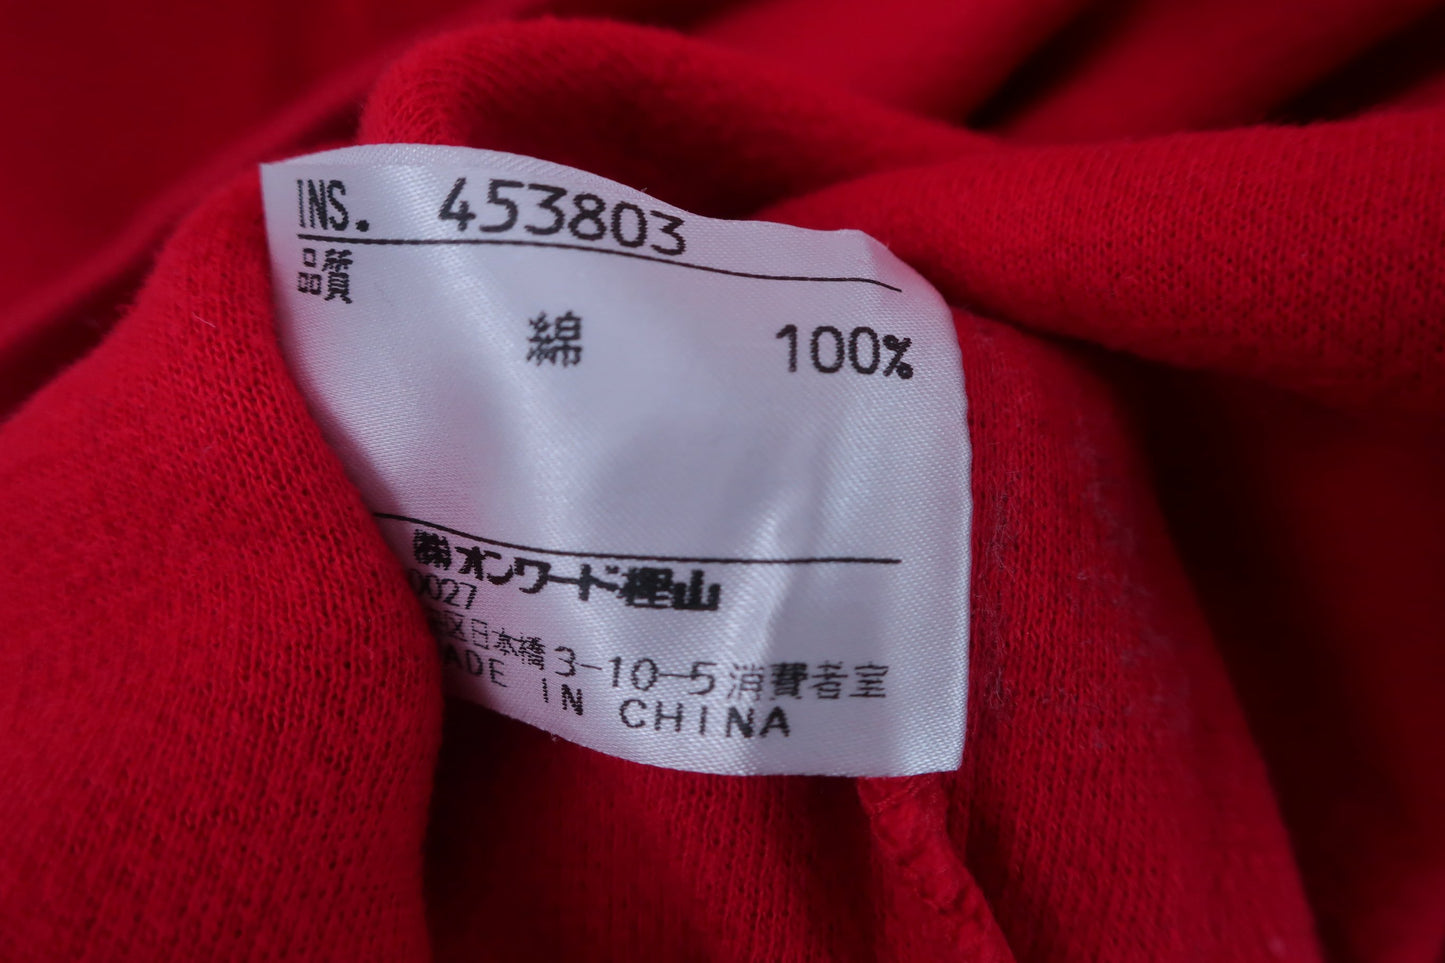 INS. 453803
品質
綿 100%
㈱オンワード樫山
0027
区日本橋3-10-5消費者室
MADE IN CHINA